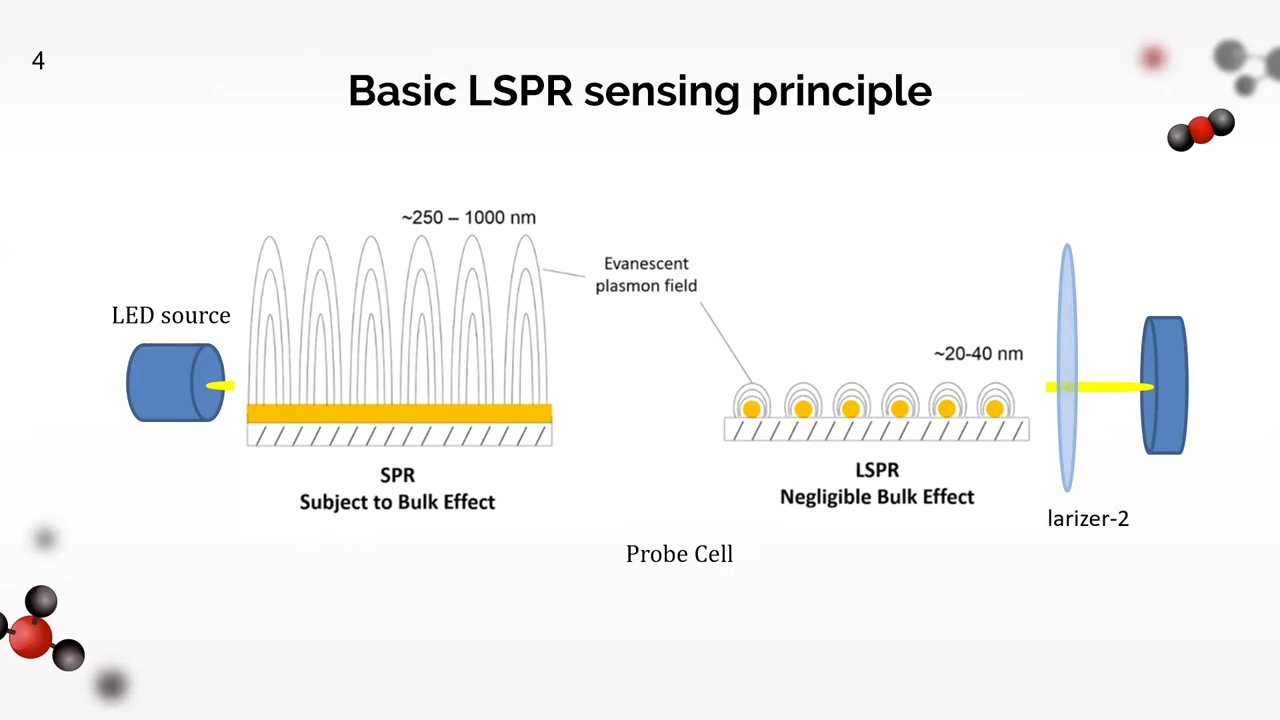 4
Basic LSPR sensing principle
~250 – 1000 nm
Evanescent
plasmon field
LED source
~20-40 nm
SPR
Subject to Bulk Effect
LSPR
Negligible Bulk Effect
larizer-2
Probe Cell